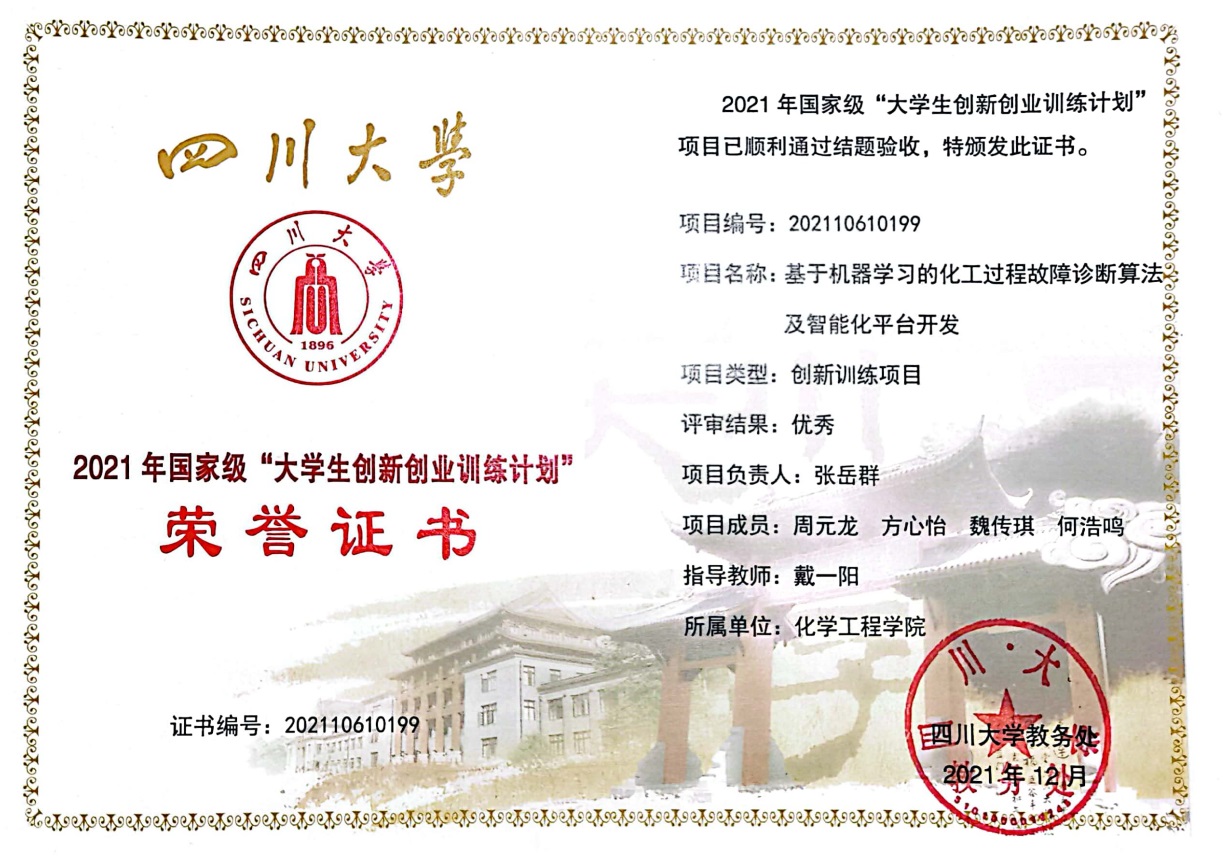 四川大学
四川大学
SICHUAN UNIVERSITY
1896
2021 年国家级“大学生创新创业训练计划”
荣誉证书
证书编号：202110610199
2021 年国家级“大学生创新创业训练计划”
项目已顺利通过结题验收，特颁发此证书。
项目编号：202110610199
项目名称：基于机器学习的化工过程故障诊断算法
及智能化平台开发
项目类型：创新训练项目
评审结果：优秀
项目负责人：张岳群
项目成员：周元龙 方心怡 魏传琪 何浩鸣
指导教师：戴一阳
所属单位：化学工程学院
四川大学教务处
2021 年 12 月